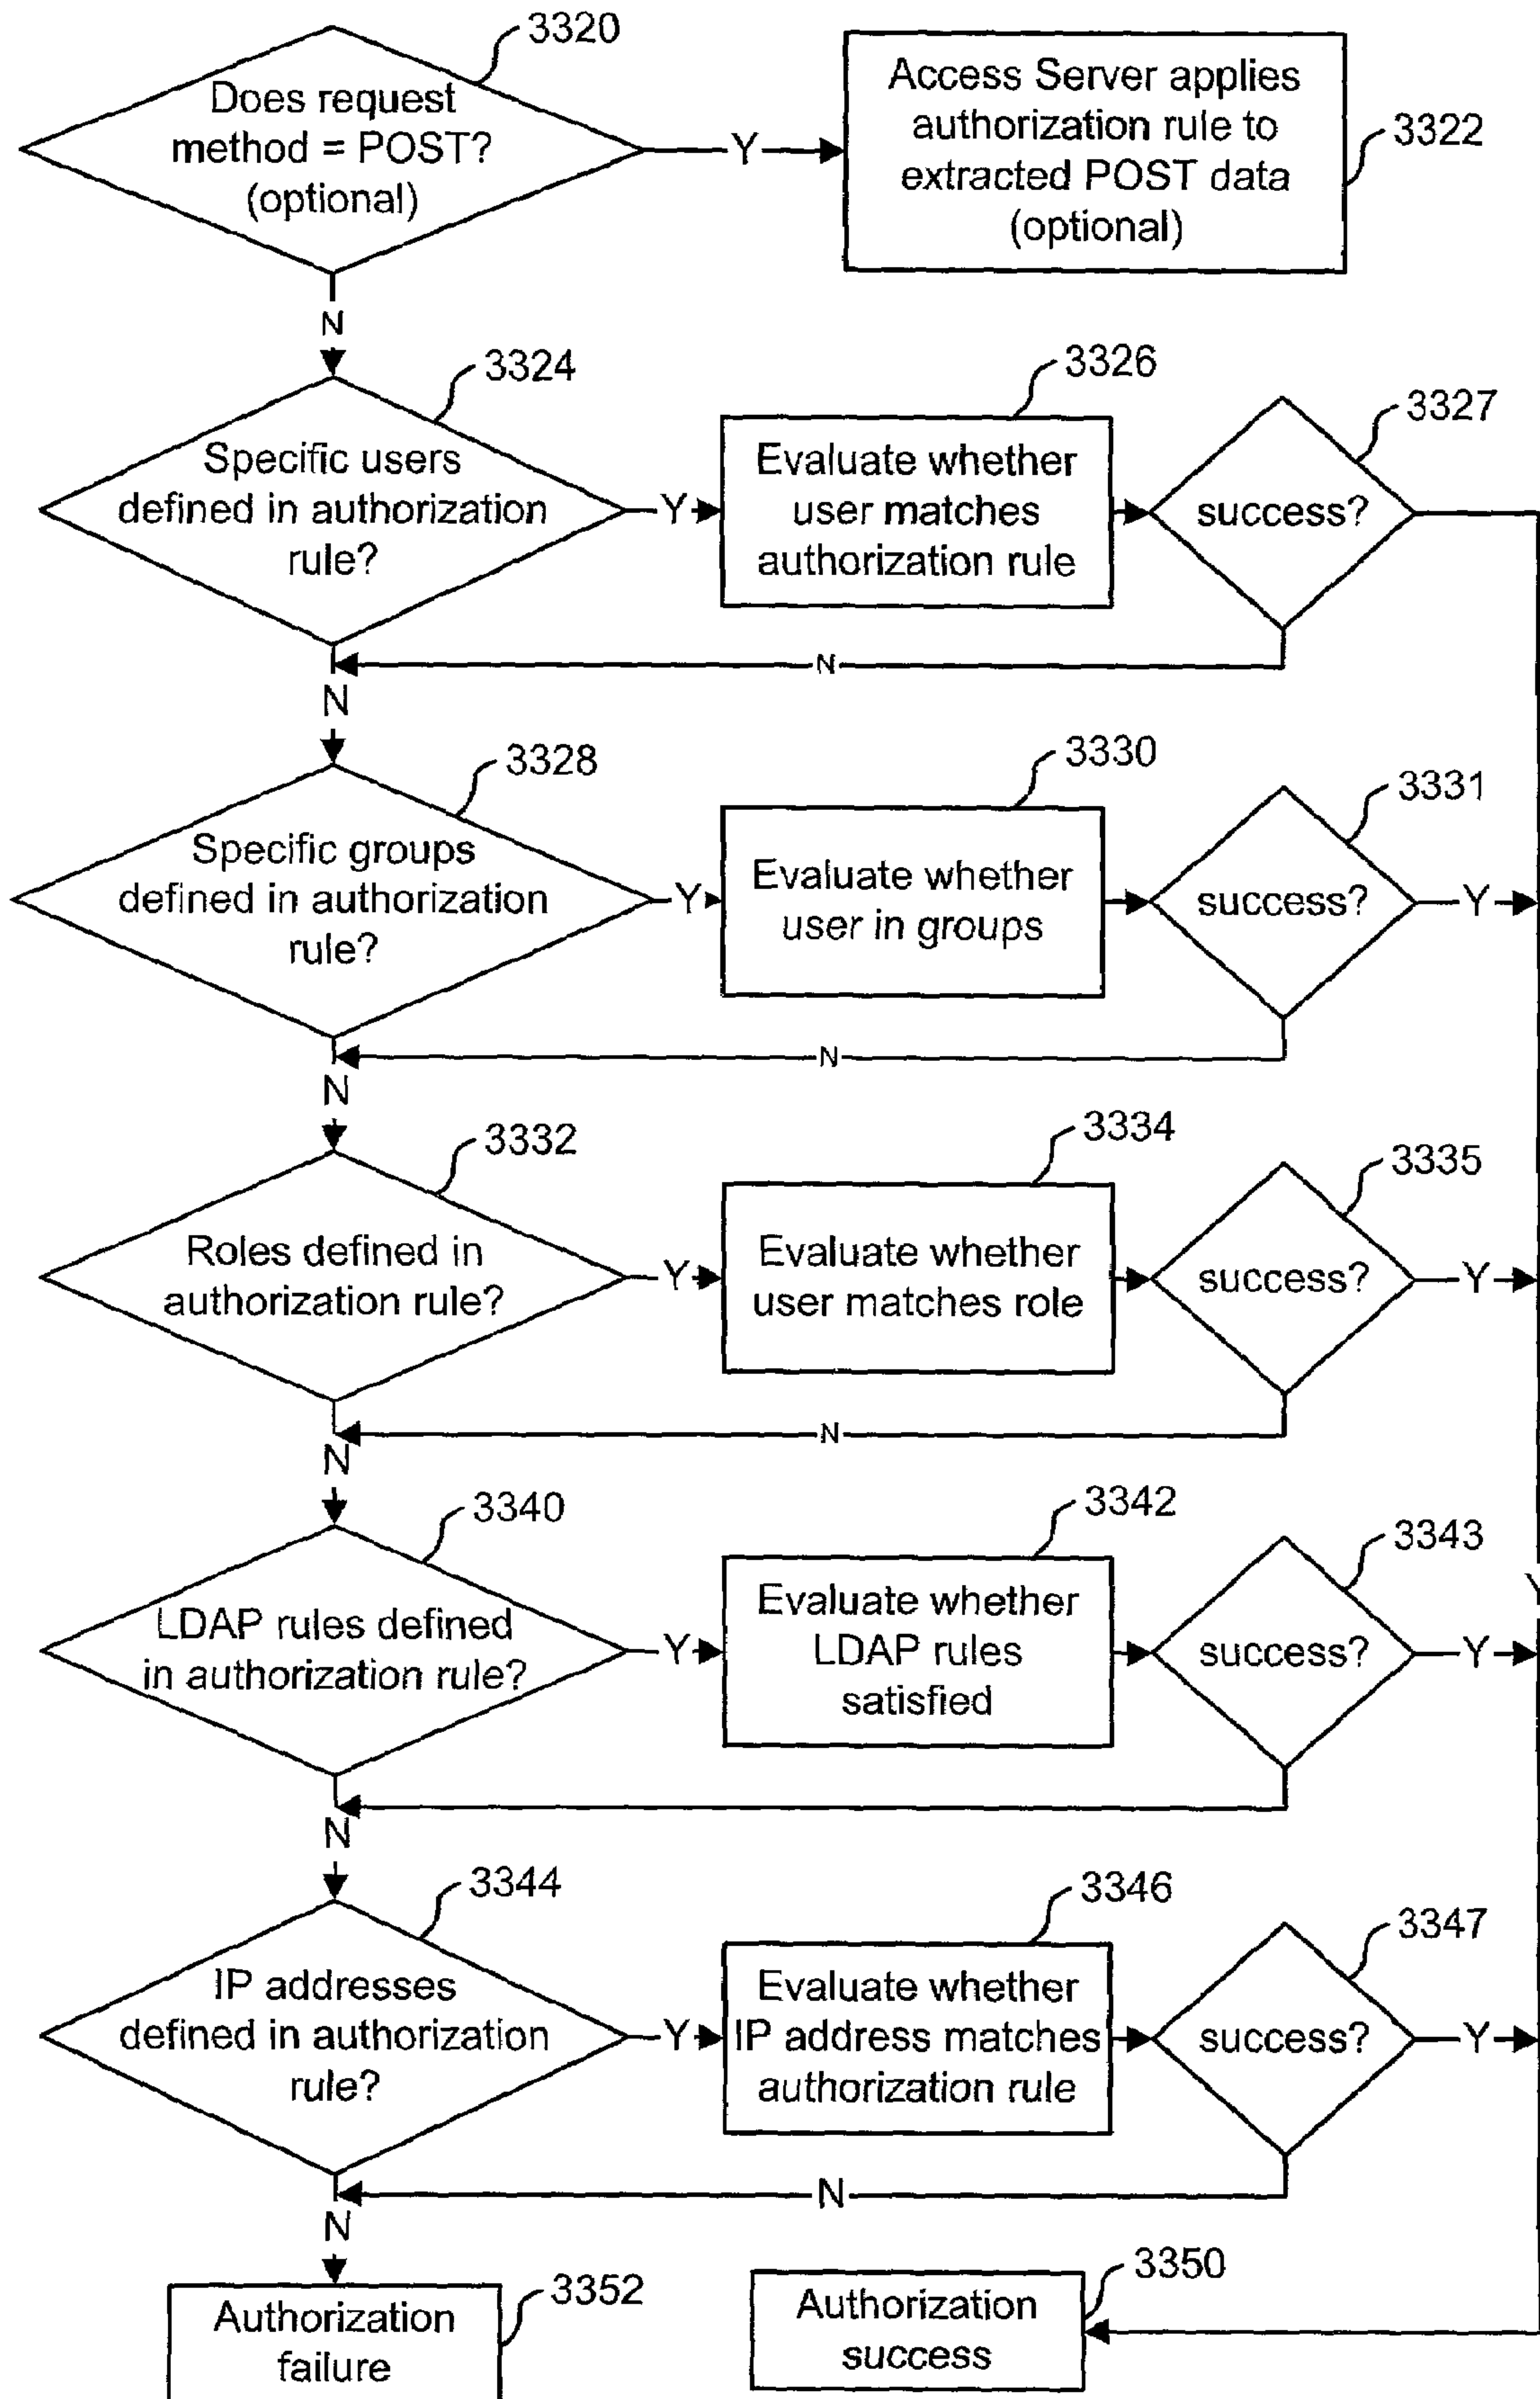 3320
Does request
method = POST?
(optional)
Y
Access Server applies
authorization rule to
extracted POST data
(optional)
3322
N
3324
Specific users
defined in authorization
rule?
Y
3326
Evaluate whether
user matches
authorization rule
3327
success?
N
N
3328
Specific groups
defined in authorization
rule?
Y
3330
Evaluate whether
user in groups
3331
success?
Y
N
N
3332
Roles defined in
authorization rule?
Y
3334
Evaluate whether
user matches role
3335
success?
Y
N
N
3340
LDAP rules defined
in authorization rule?
Y
3342
Evaluate whether
LDAP rules
satisfied
3343
success?
Y
Y
N
3344
IP addresses
defined in authorization
rule?
Y
3346
Evaluate whether
IP address matches
authorization rule
3347
success?
Y
N
N
3352
Authorization
failure
3350
Authorization
success